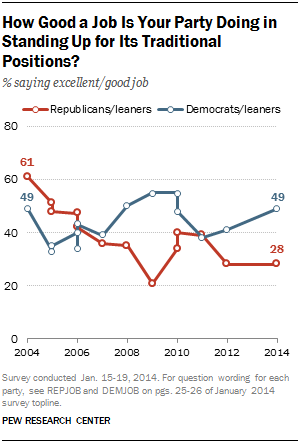 How Good a Job Is Your Party Doing in
Standing Up for Its Traditional
Positions?
% saying excellent/good job
Republicans/leaners Democrats/leaners
80
61
60
49 49
40
28
20
0
2004 2006 2008 2010 2012 2014
Survey conducted Jan. 15-19, 2014. For question wording for each
party, see REPJOB and DEMJOB on pgs. 25-26 of January 2014
survey topline.
PEW RESEARCH CENTER